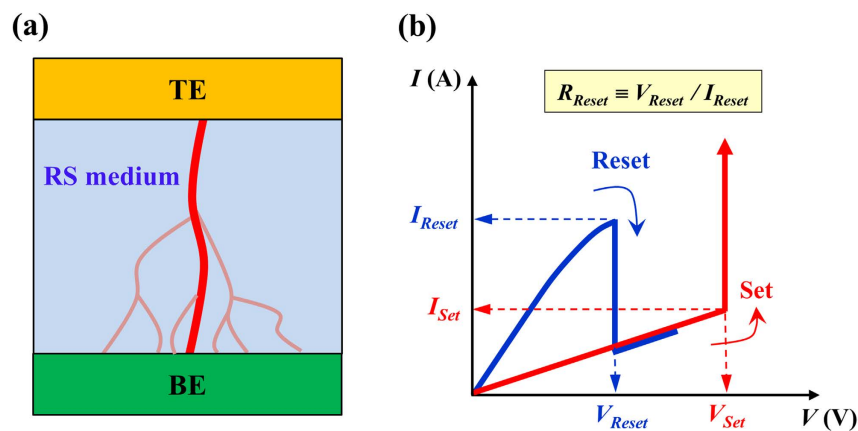 (a)
TE
RS medium
BE
(b)
I (A)
R_Reset ≡ V_Reset / I_Reset
Reset
I_Reset
I_Set
Set
V_Reset
V_Set
V (V)